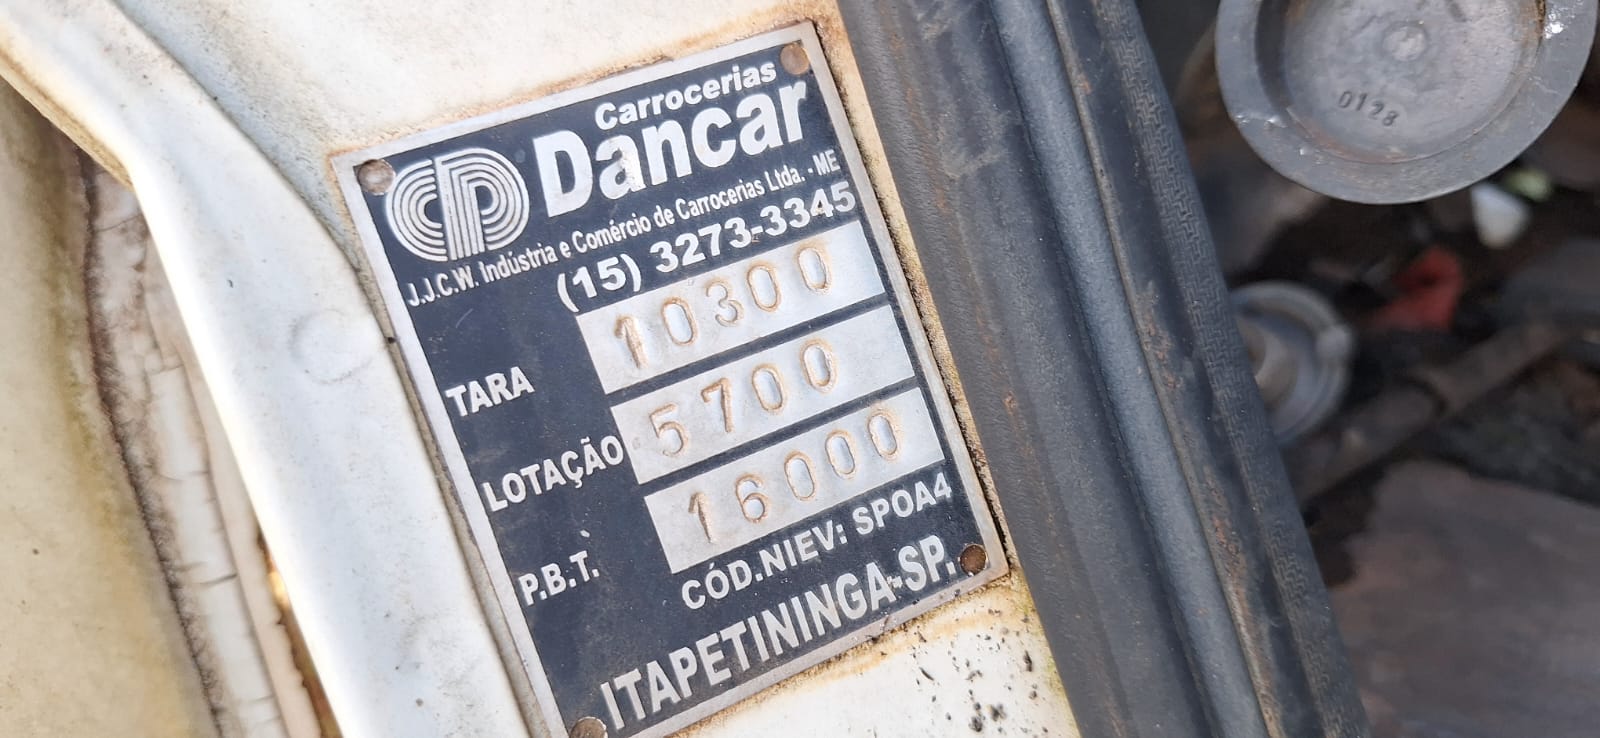 Carrocerias
Dancar
J.J.C.W. Indústria e Comércio de Carrocerias Ltda. - ME
(15) 3273-3345
TARA 10300
LOTAÇÃO 5700
P.B.T. 16000
CÓD.NIEV: SPOA4
ITAPETININGA-SP.
0128